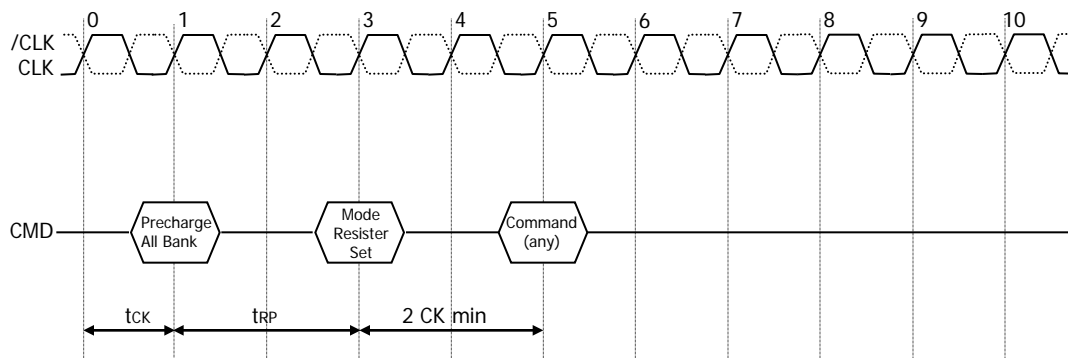 0 1 2 3 4 5 6 7 8 9 10
/CLK
CLK
CMD
Precharge
All Bank
Mode
Resister
Set
Command
(any)
tCK
tRP
2 CK min